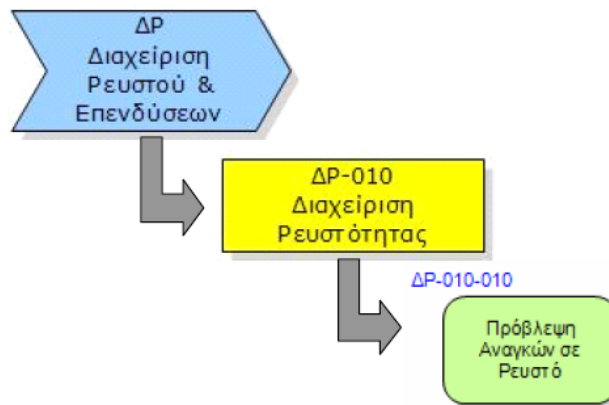 ΔΡ
Διαχείριση
Ρευστού &
Επενδύσεων
ΔΡ-010
Διαχείριση
Ρευστότητας
ΔΡ-010-010
Πρόβλεψη
Αναγκών σε
Ρευστό